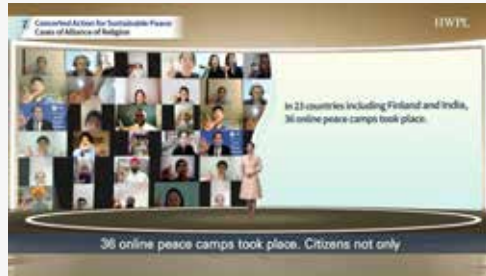 7 Concerted Action for Sustainable Peace
Cases of Alliance of Religion
HWPL
In 23 countries including Finland and India,
36 online peace camps took place.
36 online peace camps took place. Citizens not only